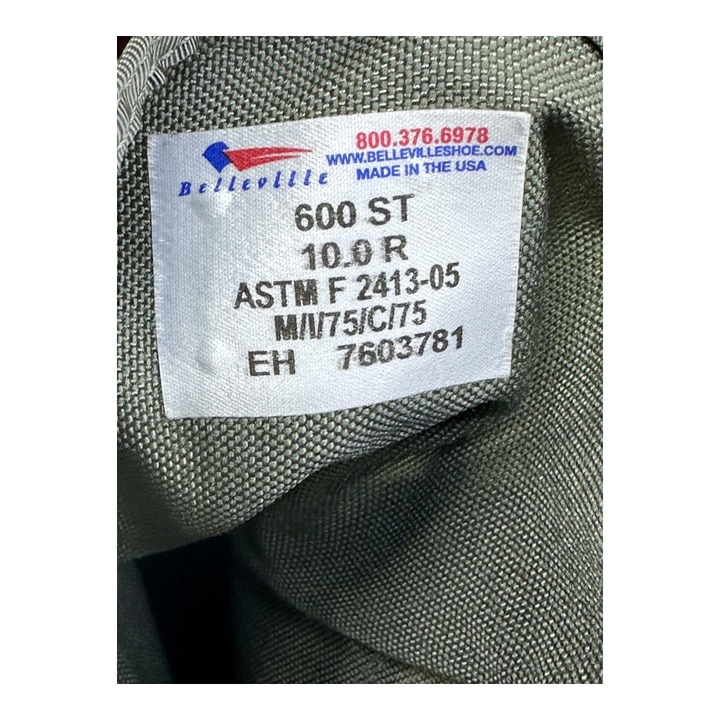 Belleville
800.376.6978
WWW.BELLEVILLESHOE.COM
MADE IN THE USA
600 ST
10.0 R
ASTM F 2413-05
M/I/75/C/75
EH 7603781